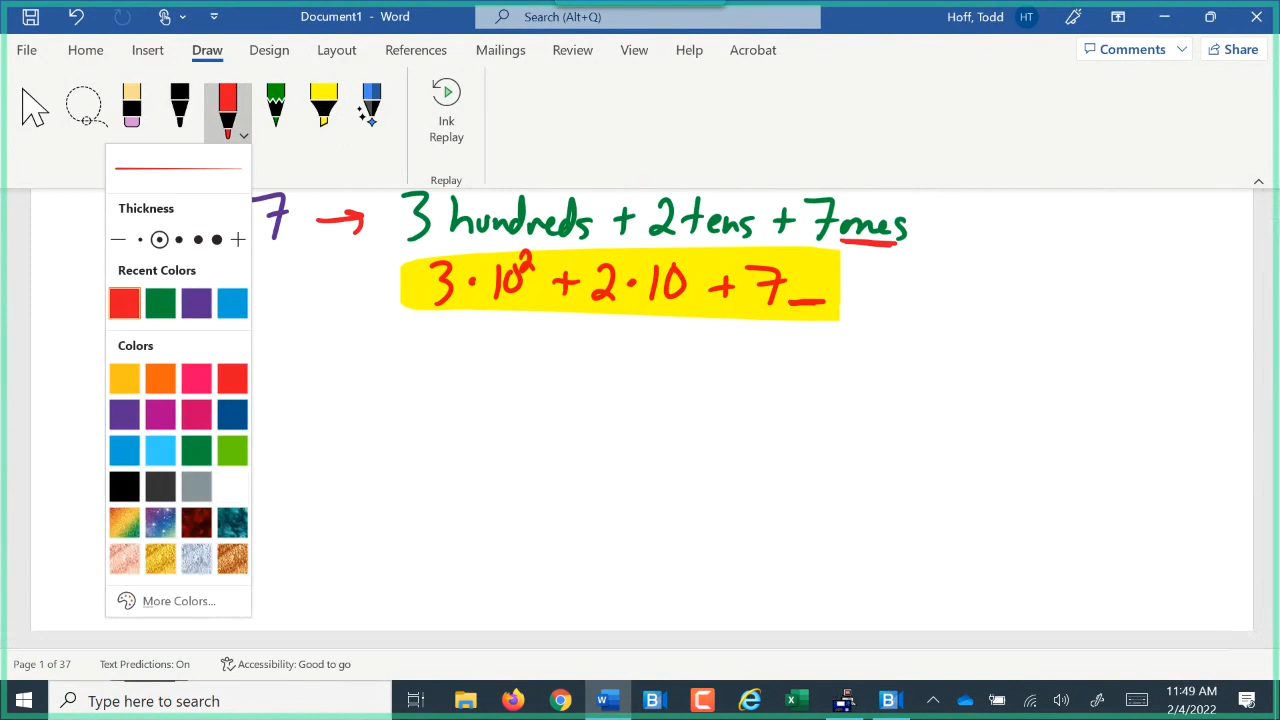 Document1 - Word
Search (Alt+Q)
Hoff, Todd
HT
File Home Insert Draw Design Layout References Mailings Review View Help Acrobat
Comments
Share
Ink
Replay
Replay
Thickness
Recent Colors
Colors
More Colors...
7 → 3 hundreds + 2 tens + 7 ones
3 · 10² + 2 · 10 + 7 _
Page 1 of 37 Text Predictions: On Accessibility: Good to go
Type here to search
11:49 AM
2/4/2022